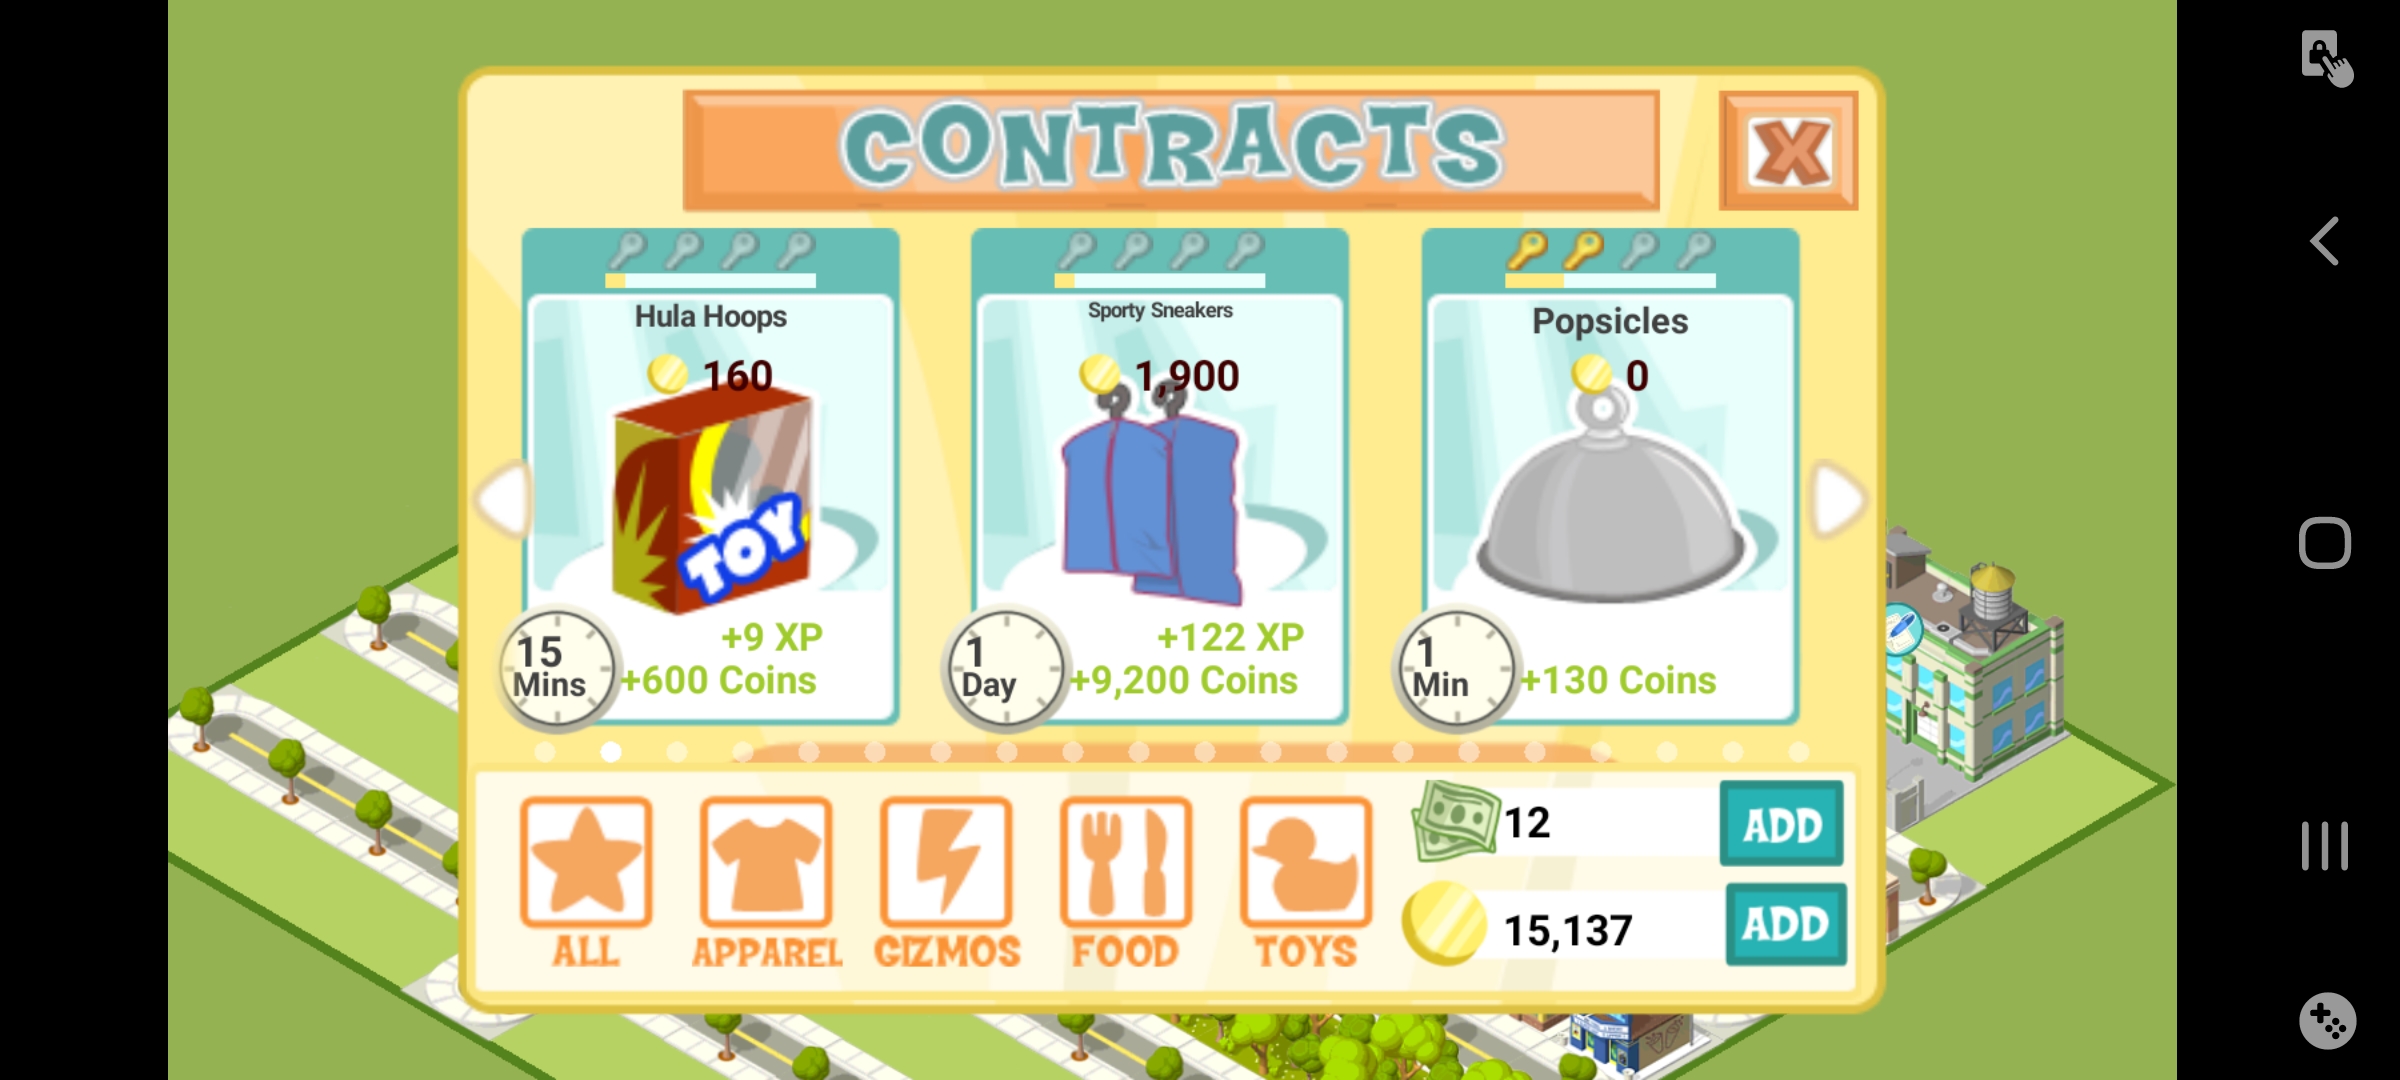 CONTRACTS
X
Hula Hoops
160
TOY
15
Mins
+9 XP
+600 Coins
Sporty Sneakers
1,900
1
Day
+122 XP
+9,200 Coins
Popsicles
0
1
Min
+130 Coins
ALL
APPAREL
GIZMOS
FOOD
TOYS
12
ADD
15,137
ADD